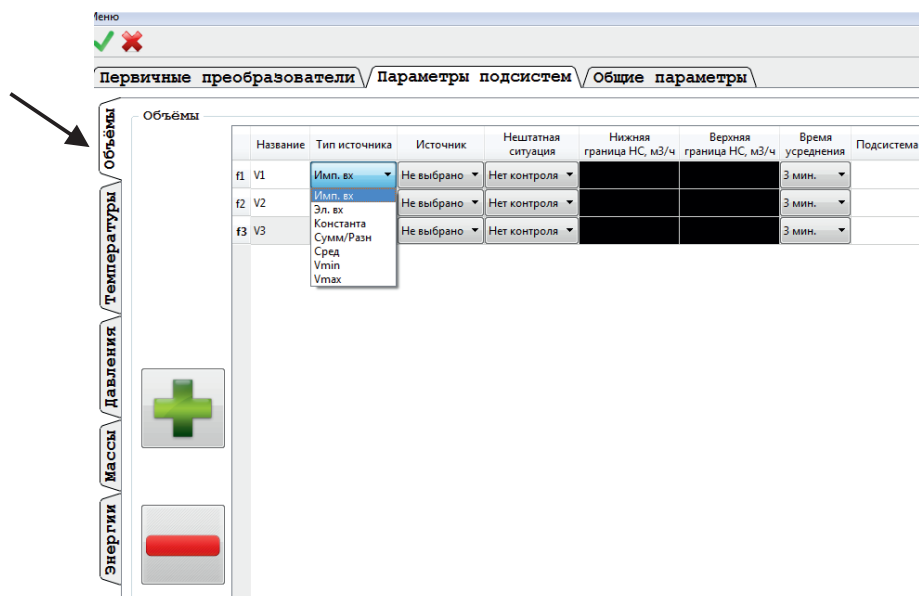 Меню
Первичные преобразователи
Параметры подсистем
Общие параметры
Объёмы
Температуры
Давления
Массы
Энергии
Объёмы
Название
Тип источника
Источник
Нештатная
ситуация
Нижняя
граница НС, м3/ч
Верхняя
граница НС, м3/ч
Время
усреднения
Подсистема
f1 V1 Имп. вх Не выбрано Нет контроля 3 мин.
f2 V2 Не выбрано Нет контроля 3 мин.
f3 V3 Не выбрано Нет контроля 3 мин.
Имп. вх
Эл. вх
Константа
Сумм/Разн
Сред
Vmin
Vmax